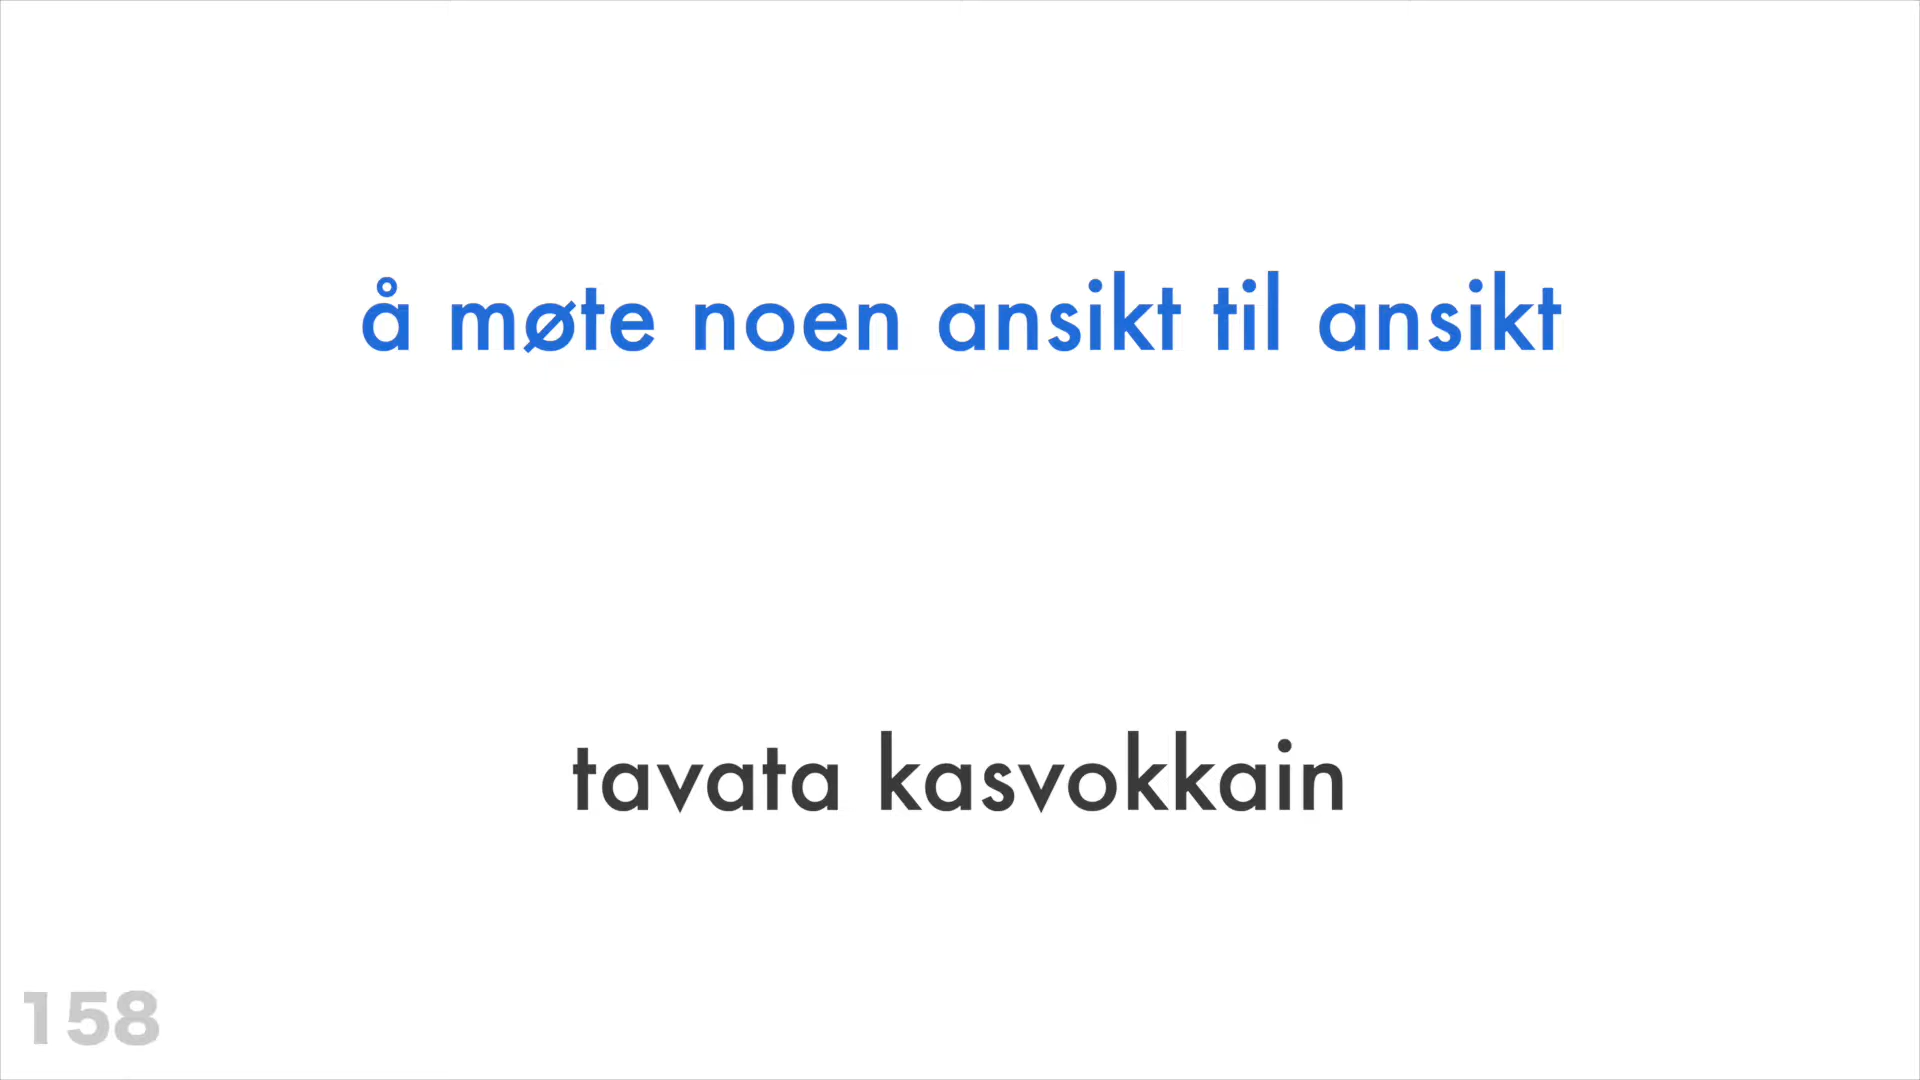 å møte noen ansikt til ansikt
tavata kasvokkain
158